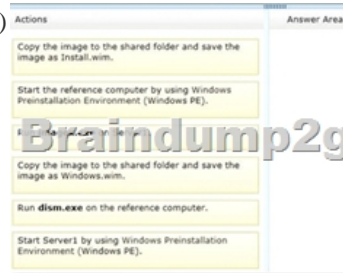 )
Actions
Answer Area
Copy the image to the shared folder and save the
image as Install.wim.
Start the reference computer by using Windows
Preinstallation Environment (Windows PE).
Braindump2g
Copy the image to the shared folder and save the
image as Windows.wim.
Run dism.exe on the reference computer.
Start Server1 by using Windows Preinstallation
Environment (Windows PE).